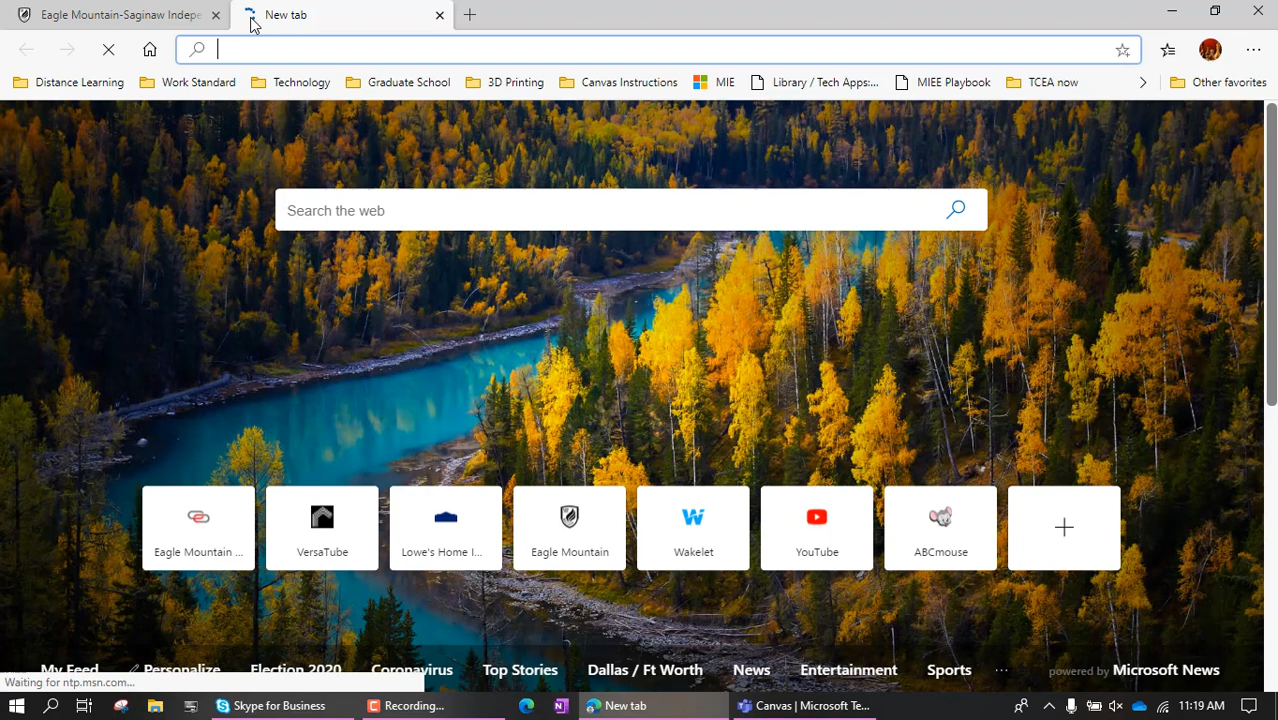 Eagle Mountain-Saginaw Indepe
New tab
Distance Learning
Work Standard
Technology
Graduate School
3D Printing
Canvas Instructions
MIE
Library / Tech Apps:...
MIEE Playbook
TCEA now
Other favorites
Search the web
Eagle Mountain ...
VersaTube
Lowe's Home I...
Eagle Mountain
Wakelet
YouTube
ABCmouse
My Feed
Personalize
Election 2020
Coronavirus
Top Stories
Dallas / Ft Worth
News
Entertainment
Sports
...
powered by Microsoft News
Waiting for ntp.msn.com...
Skype for Business
Recording...
New tab
Canvas | Microsoft Te...
11:19 AM